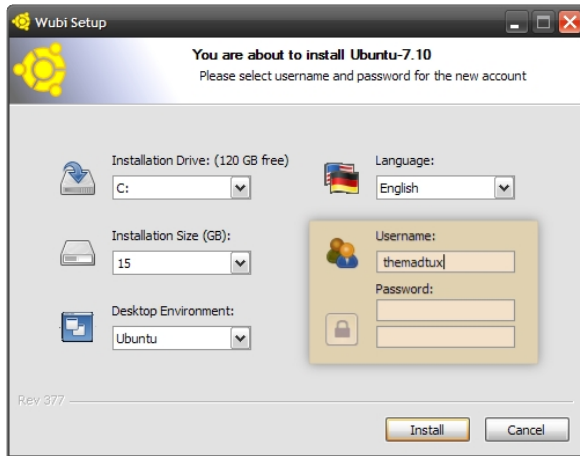 Wubi Setup
You are about to install Ubuntu-7.10
Please select username and password for the new account
Installation Drive: (120 GB free)
C:
Language:
English
Installation Size (GB):
15
Username:
themadtux
Password:
Desktop Environment:
Ubuntu
Rev 377
Install
Cancel